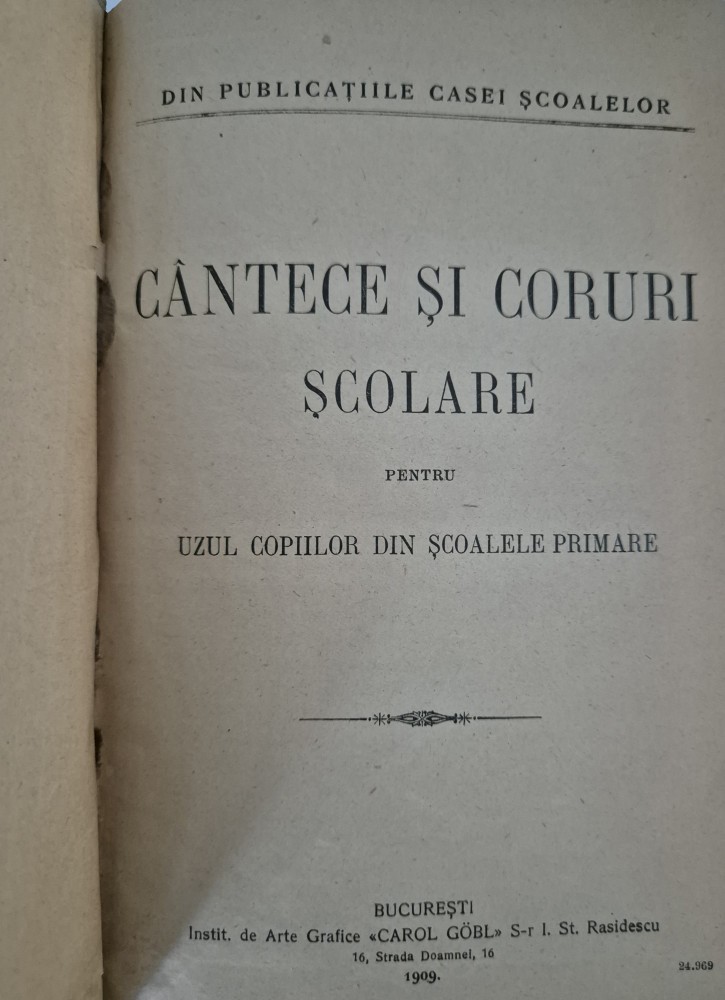 DIN PUBLICAȚIILE CASEI ȘCOALELOR
CÂNTECE ȘI CORURI
ȘCOLARE
PENTRU
UZUL COPIILOR DIN ȘCOALELE PRIMARE
BUCUREȘTI
Instit. de Arte Grafice «CAROL GÖBL» S-r I. St. Rasidescu
16, Strada Doamnei, 16
1909.
24.969